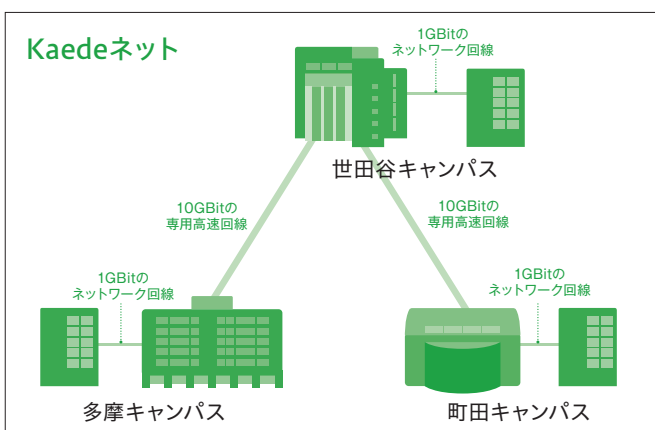 Kaedeネット
1GBitの
ネットワーク回線
世田谷キャンパス
10GBitの
専用高速回線
10GBitの
専用高速回線
1GBitの
ネットワーク回線
1GBitの
ネットワーク回線
多摩キャンパス
町田キャンパス